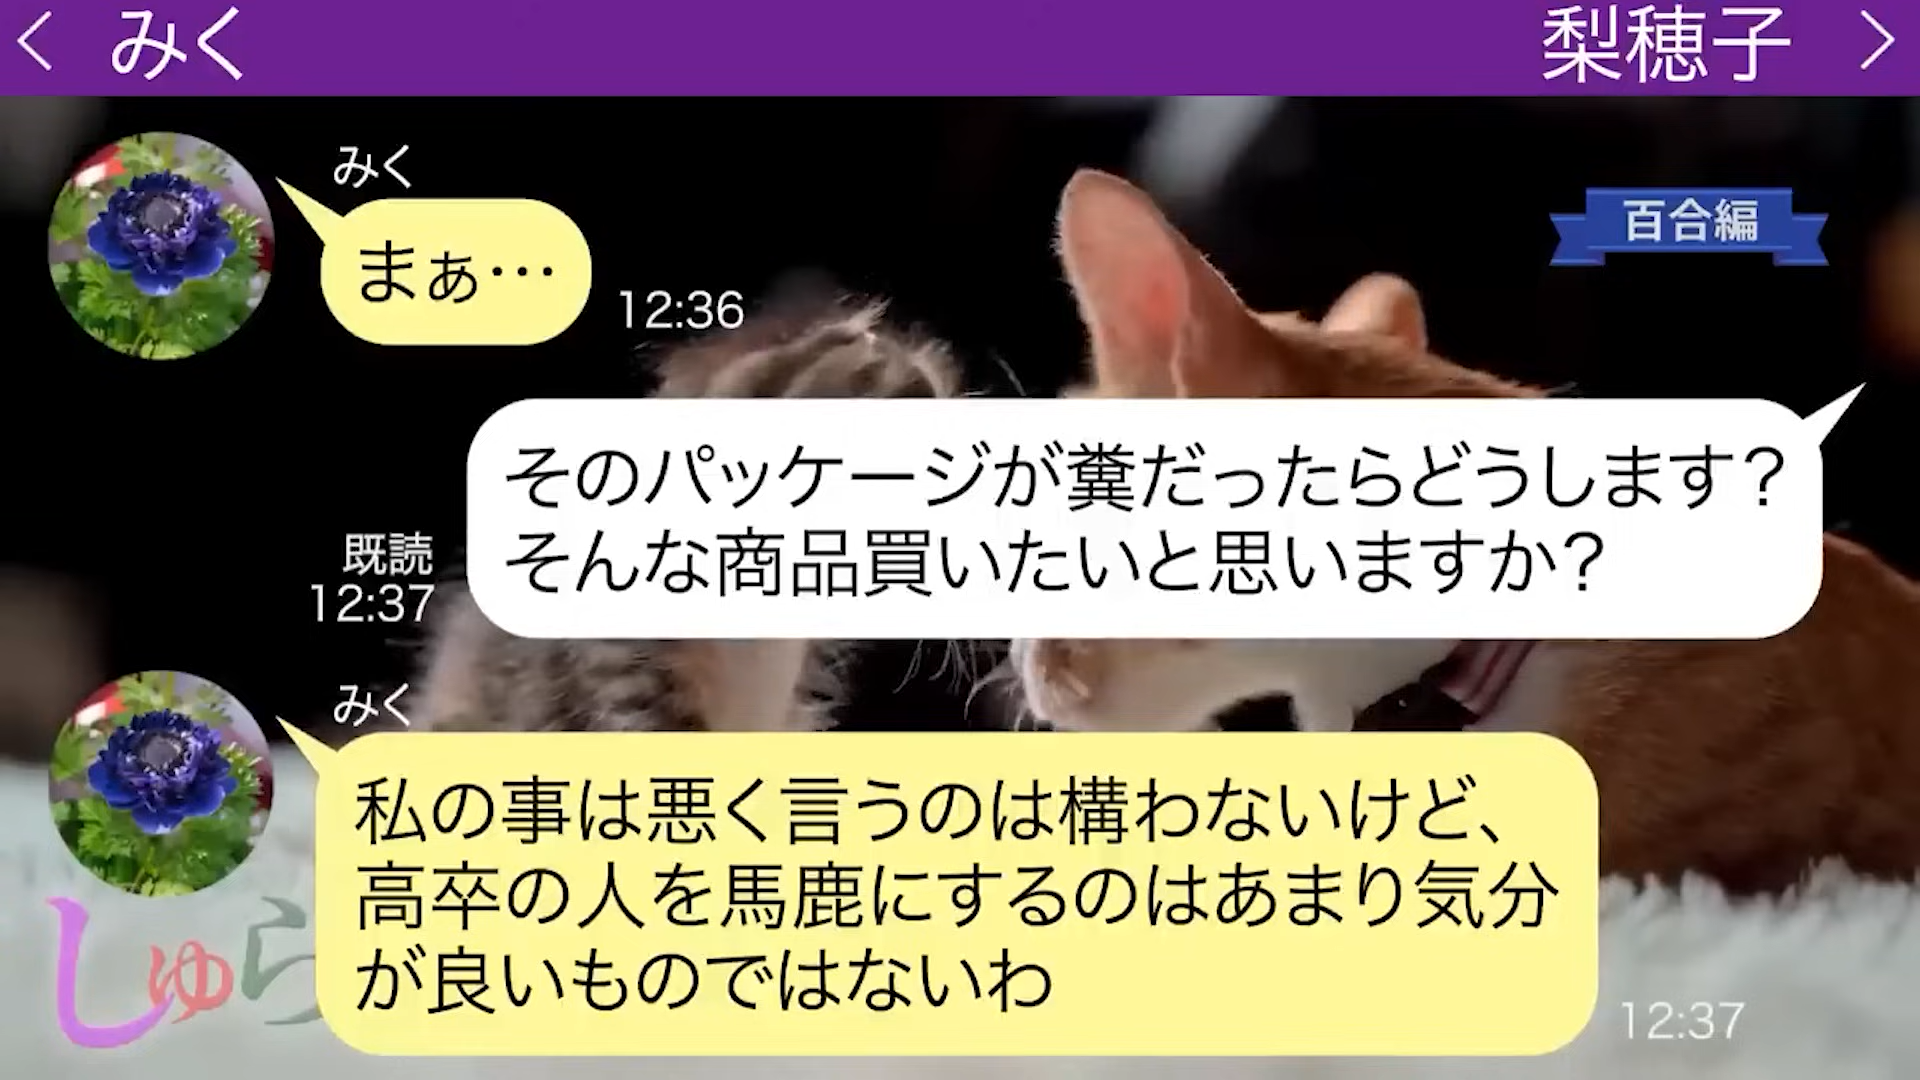 みく
梨穂子
百合編
みく
まぁ…
12:36
そのパッケージが糞だったらどうします？
そんな商品買いたいと思いますか？
既読
12:37
みく
私の事は悪く言うのは構わないけど、
高卒の人を馬鹿にするのはあまり気分
が良いものではないわ
12:37
しゅら